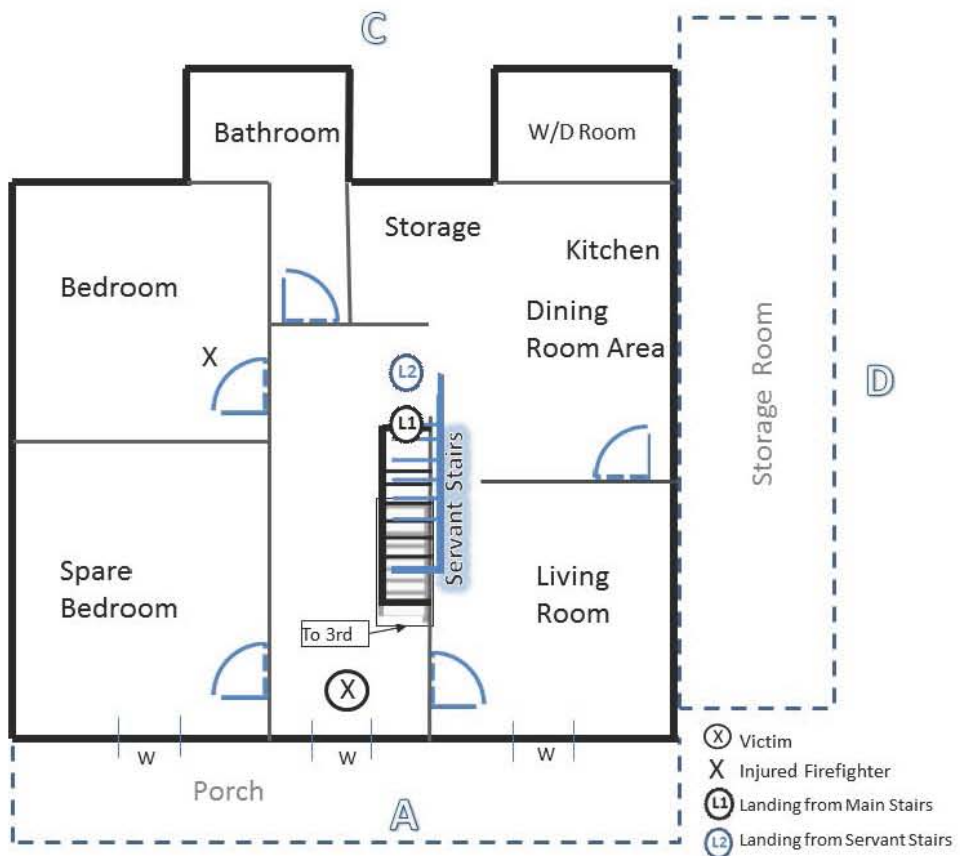 C
Bathroom
W/D Room
Storage
Kitchen
Bedroom
Dining
Room Area
Storage Room
D
X
L2
L1
Servant Stairs
Spare
Bedroom
Living
Room
To 3rd
X
W
W
W
Porch
A
X Victim
X Injured Firefighter
L1 Landing from Main Stairs
L2 Landing from Servant Stairs